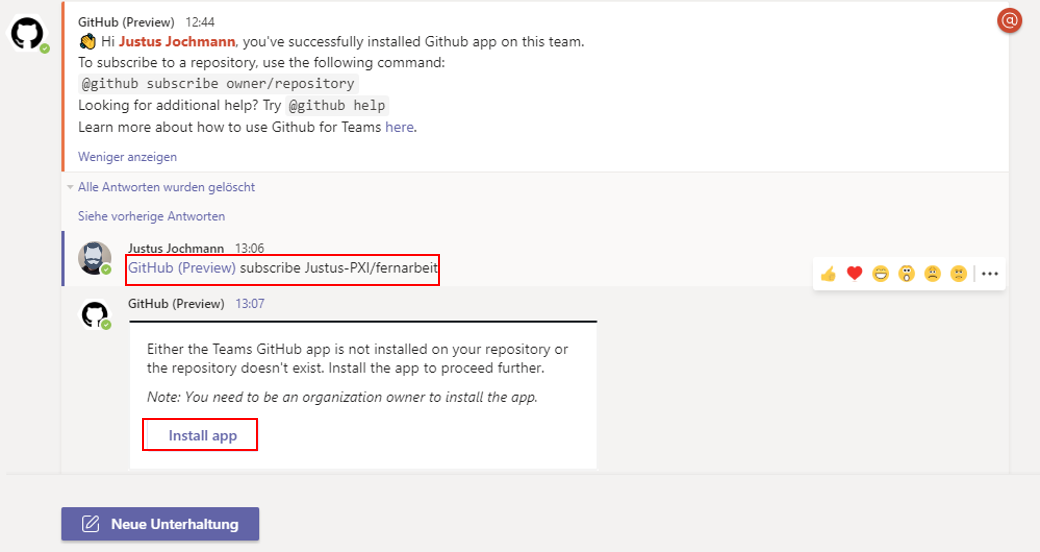 GitHub (Preview) 12:44
Hi Justus Jochmann, you've successfully installed Github app on this team.
To subscribe to a repository, use the following command:
@github subscribe owner/repository
Looking for additional help? Try @github help
Learn more about how to use Github for Teams here.
Weniger anzeigen
Alle Antworten wurden gelöscht
Siehe vorherige Antworten
Justus Jochmann 13:06
GitHub (Preview) subscribe Justus-PXI/fernarbeit
GitHub (Preview) 13:07
Either the Teams GitHub app is not installed on your repository or
the repository doesn't exist. Install the app to proceed further.
Note: You need to be an organization owner to install the app.
Install app
Neue Unterhaltung